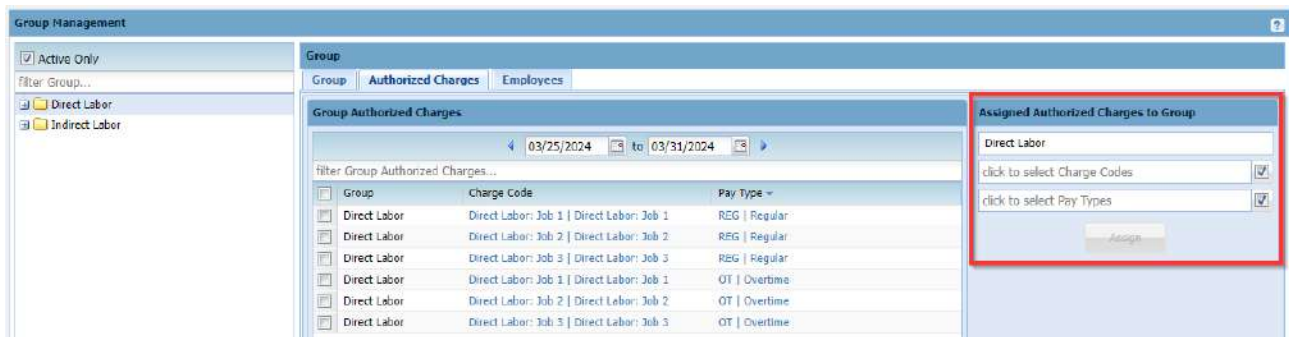 Group Management
Active Only
filter Group...
Direct Labor
Indirect Labor
Group
Group Authorized Charges Employees
Group Authorized Charges
03/25/2024 to 03/31/2024
filter Group Authorized Charges...
Group Charge Code Pay Type
Direct Labor Direct Labor: Job 1 | Direct Labor: Job 1 REG | Regular
Direct Labor Direct Labor: Job 2 | Direct Labor: Job 2 REG | Regular
Direct Labor Direct Labor: Job 3 | Direct Labor: Job 3 REG | Regular
Direct Labor Direct Labor: Job 1 | Direct Labor: Job 1 OT | Overtime
Direct Labor Direct Labor: Job 2 | Direct Labor: Job 2 OT | Overtime
Direct Labor Direct Labor: Job 3 | Direct Labor: Job 3 OT | Overtime
Assigned Authorized Charges to Group
Direct Labor
click to select Charge Codes
click to select Pay Types
Assign